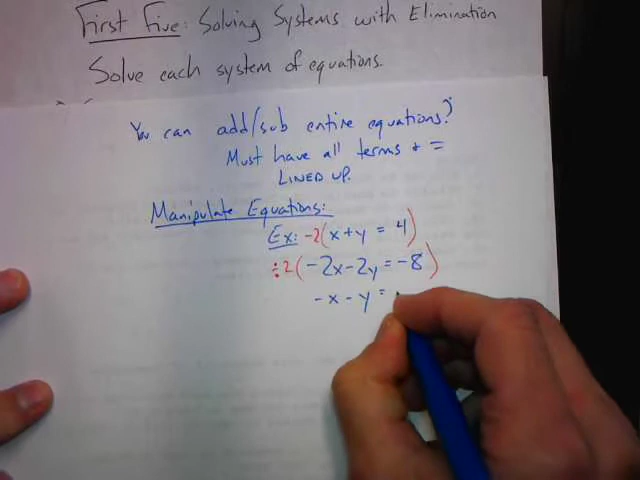 First Five: Solving Systems with Elimination
Solve each system of equations.
You can add/sub entire equations?
Must have all terms + =
LINED UP.
Manipulate Equations:
Ex: -2(x+y = 4)
÷2(-2x-2y=-8)
-x-y=